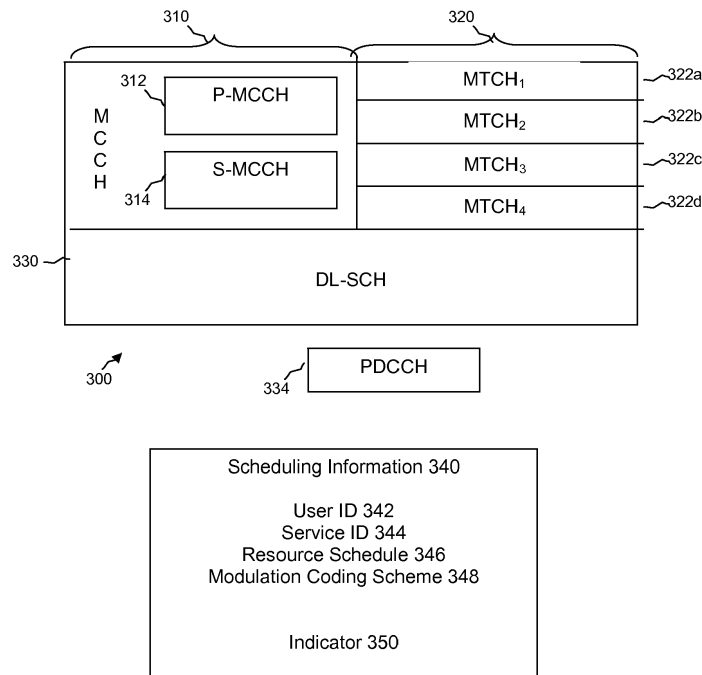 310
320
312
P-MCCH
MTCH₁
322a
M
C
C
H
MTCH₂
322b
S-MCCH
MTCH₃
322c
314
MTCH₄
322d
330
DL-SCH
300
334
PDCCH
Scheduling Information 340
User ID 342
Service ID 344
Resource Schedule 346
Modulation Coding Scheme 348
Indicator 350